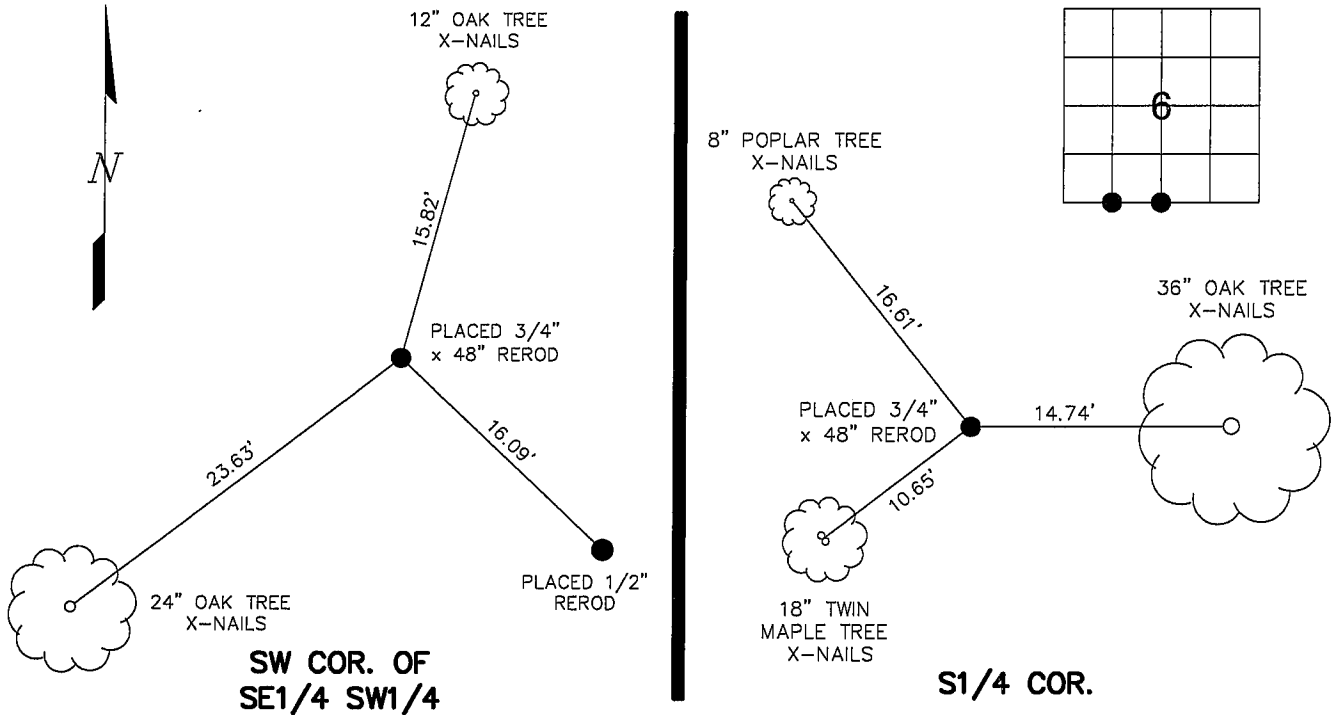 N
12" OAK TREE
X-NAILS
15.82'
PLACED 3/4"
x 48" REROD
23.63'
16.09'
24" OAK TREE
X-NAILS
PLACED 1/2"
REROD
SW COR. OF
SE1/4 SW1/4
6
8" POPLAR TREE
X-NAILS
16.61'
36" OAK TREE
X-NAILS
PLACED 3/4"
x 48" REROD
14.74'
10.65'
18" TWIN
MAPLE TREE
X-NAILS
S1/4 COR.